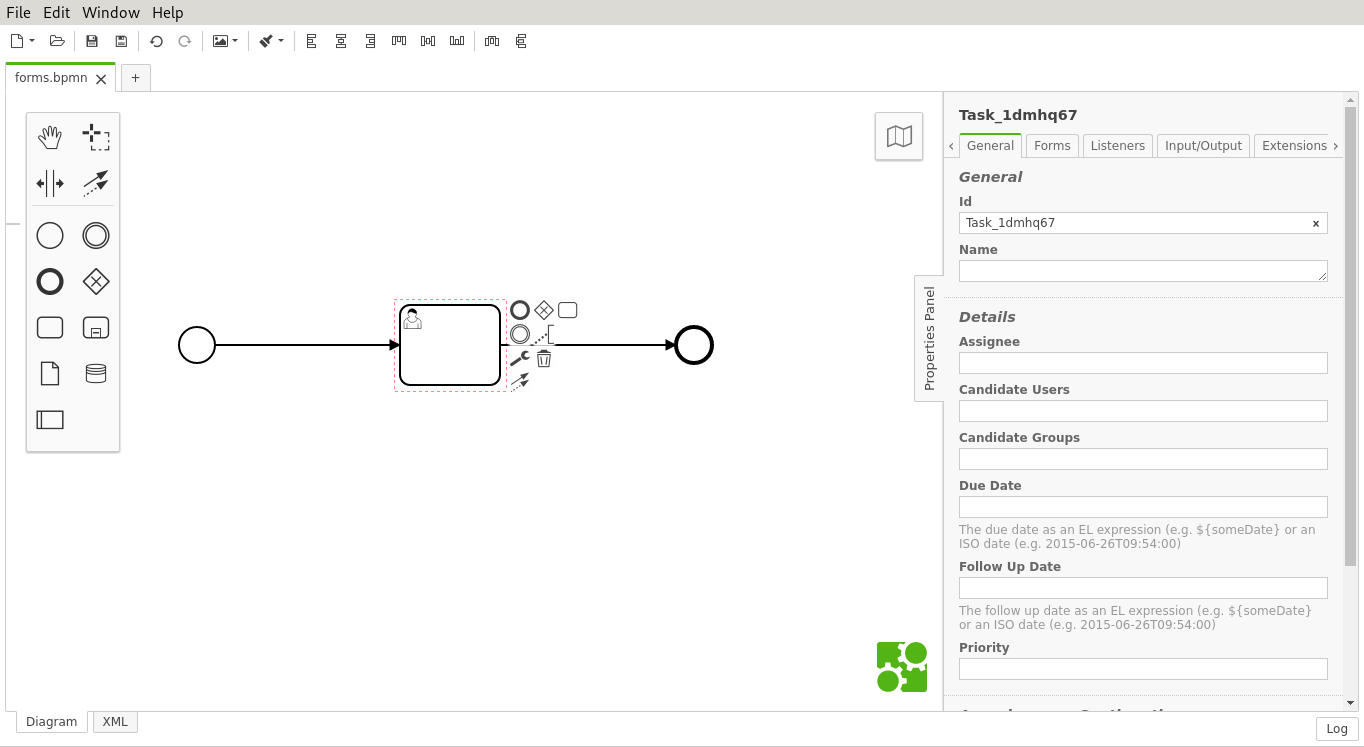 File Edit Window Help
forms.bpmn
+
Task_1dmhq67
General Forms Listeners Input/Output Extensions
General
Id
Task_1dmhq67
Name
Properties Panel
Details
Assignee
Candidate Users
Candidate Groups
Due Date
The due date as an EL expression (e.g. ${someDate} or an
ISO date (e.g. 2015-06-26T09:54:00)
Follow Up Date
The follow up date as an EL expression (e.g. ${someDate}
or an ISO date (e.g. 2015-06-26T09:54:00)
Priority
Diagram XML
Log